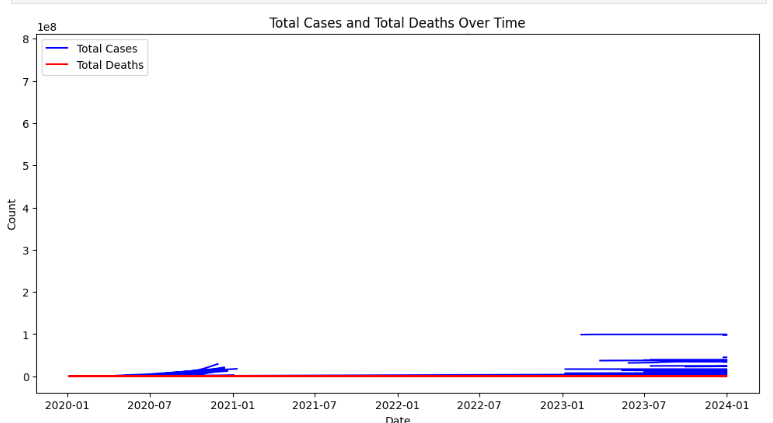 Total Cases and Total Deaths Over Time
1e8
8
7
6
5
4
3
2
1
0
Count
Total Cases
Total Deaths
2020-01 2020-07 2021-01 2021-07 2022-01 2022-07 2023-01 2023-07 2024-01
Date